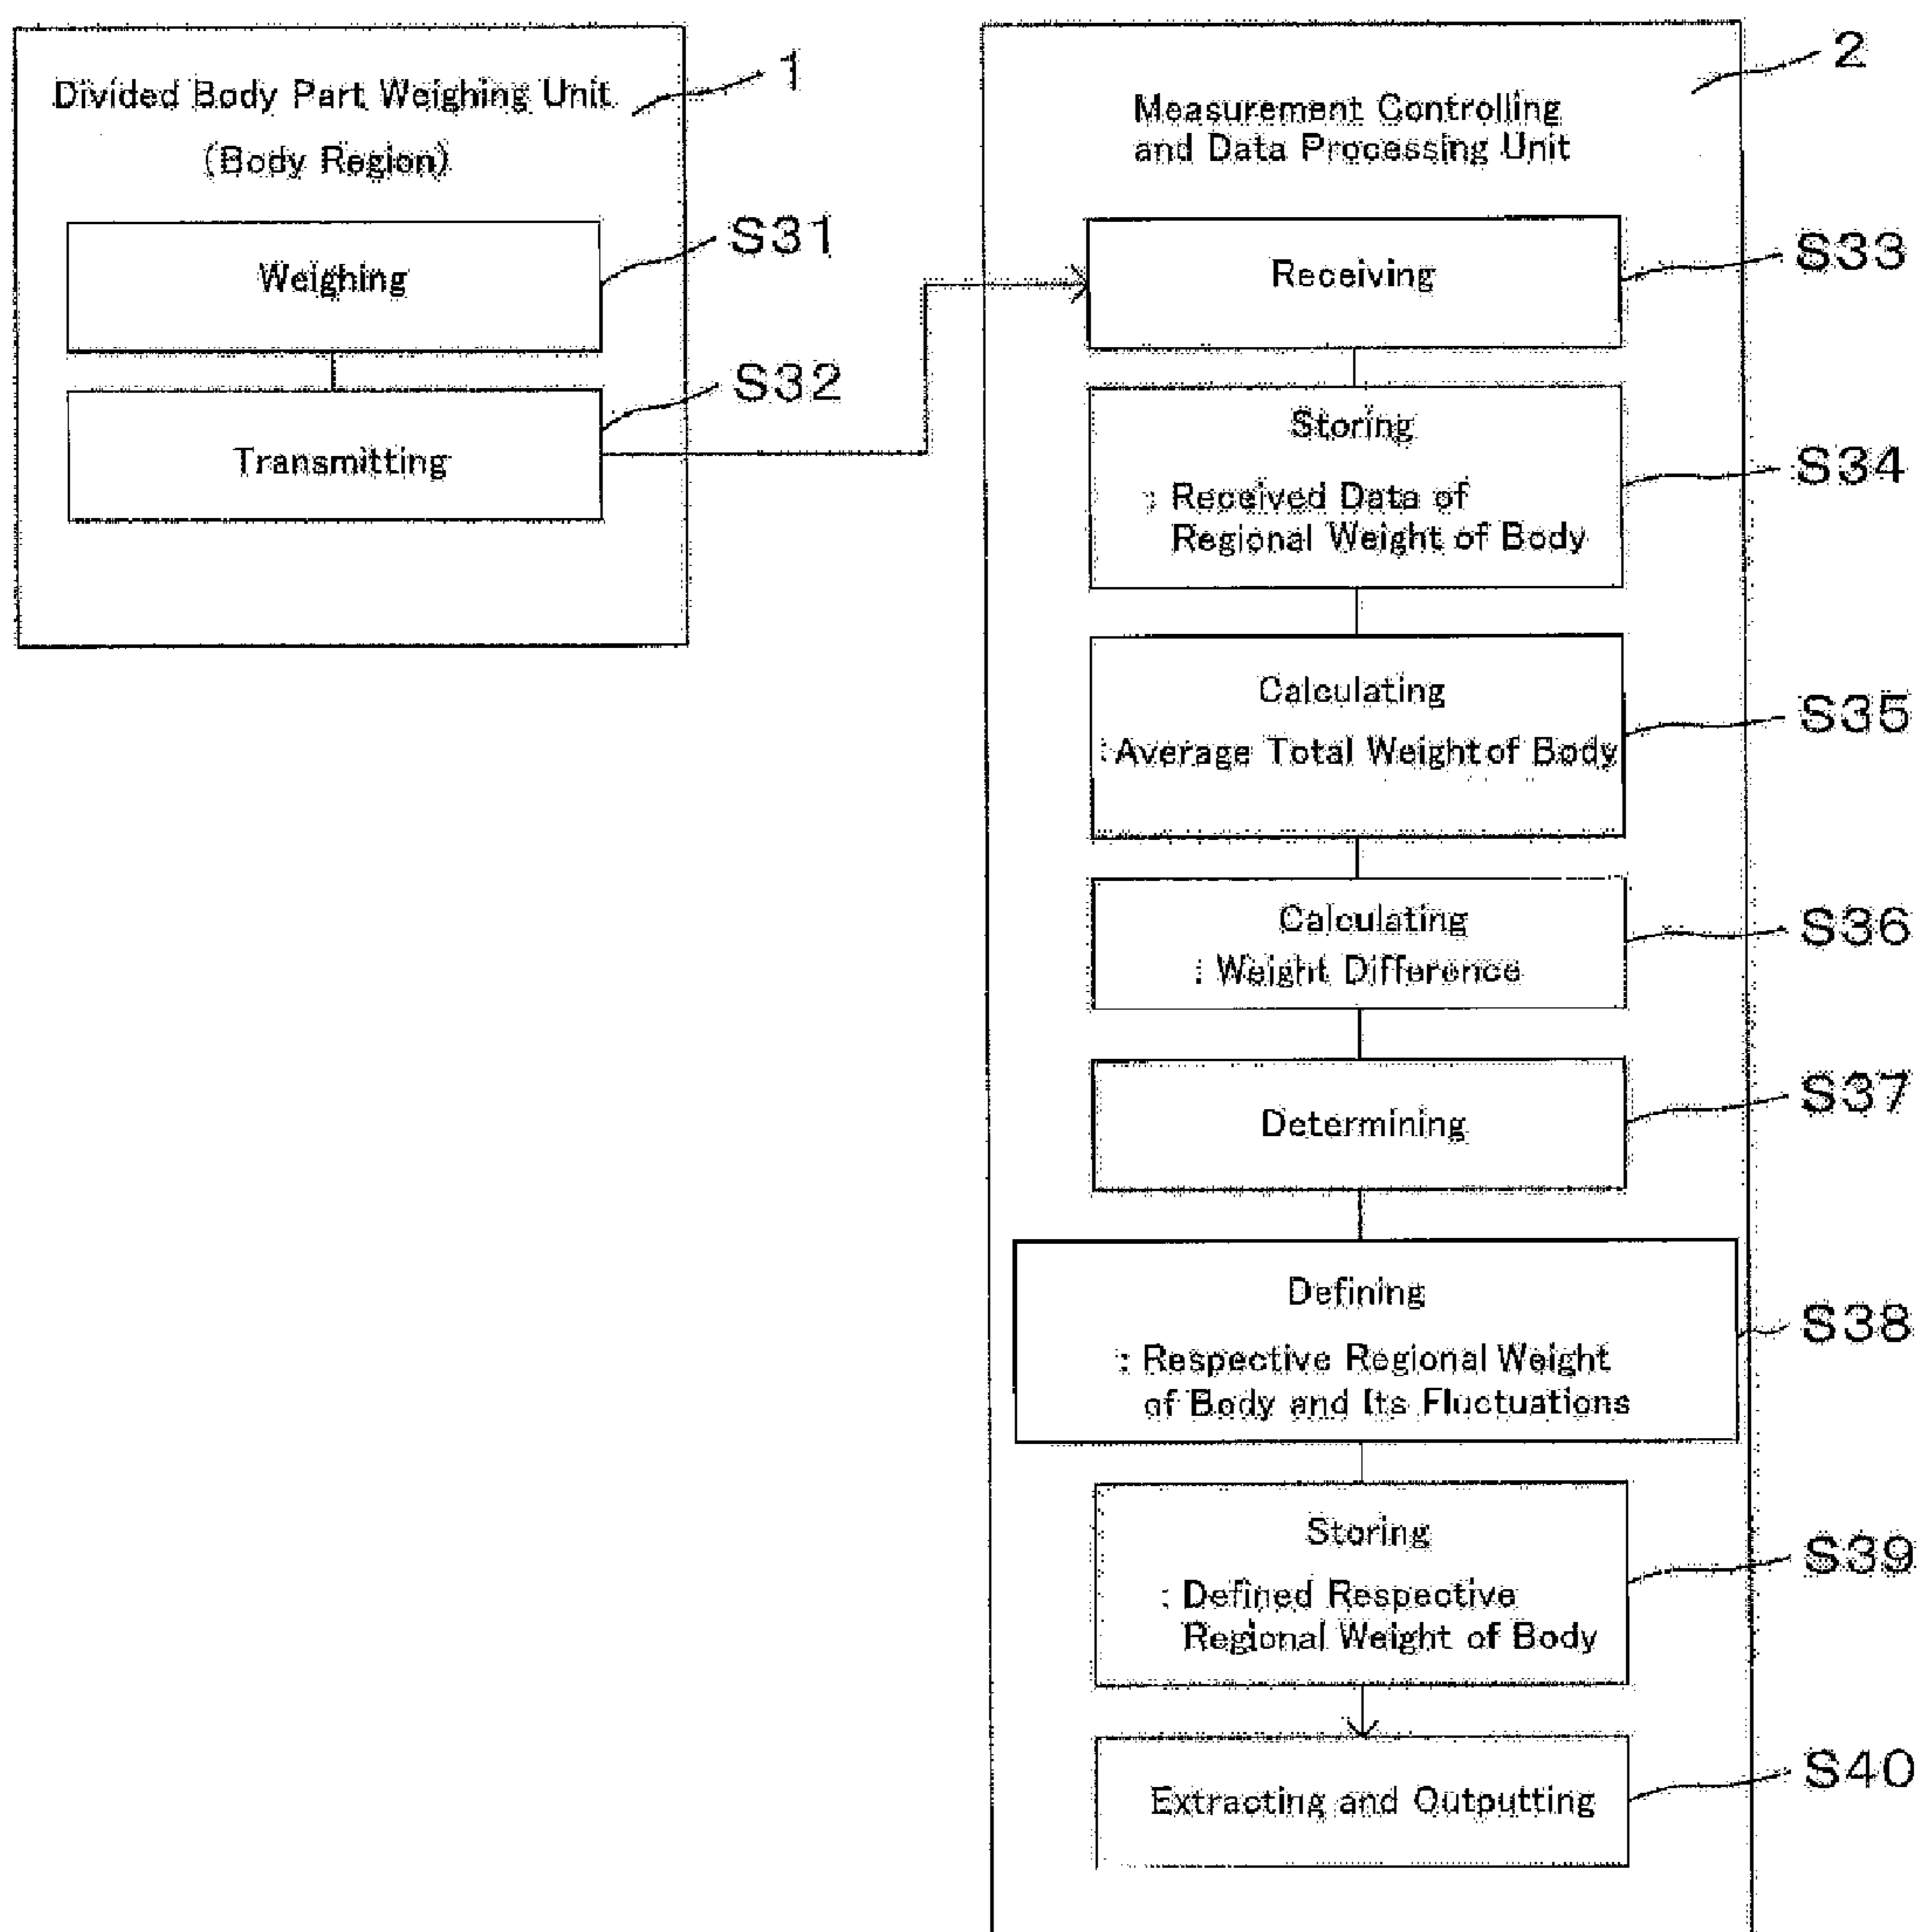 1
Divided Body Part Weighing Unit
(Body Region)
S31
Weighing
S32
Transmitting
2
Measurement Controlling
and Data Processing Unit
S33
Receiving
Storing
S34
: Received Data of
Regional Weight of Body
Calculating
S35
: Average Total Weight of Body
Calculating
S36
: Weight Difference
S37
Determining
Defining
S38
: Respective Regional Weight
of Body and Its Fluctuations
Storing
S39
: Defined Respective
Regional Weight of Body
S40
Extracting and Outputting